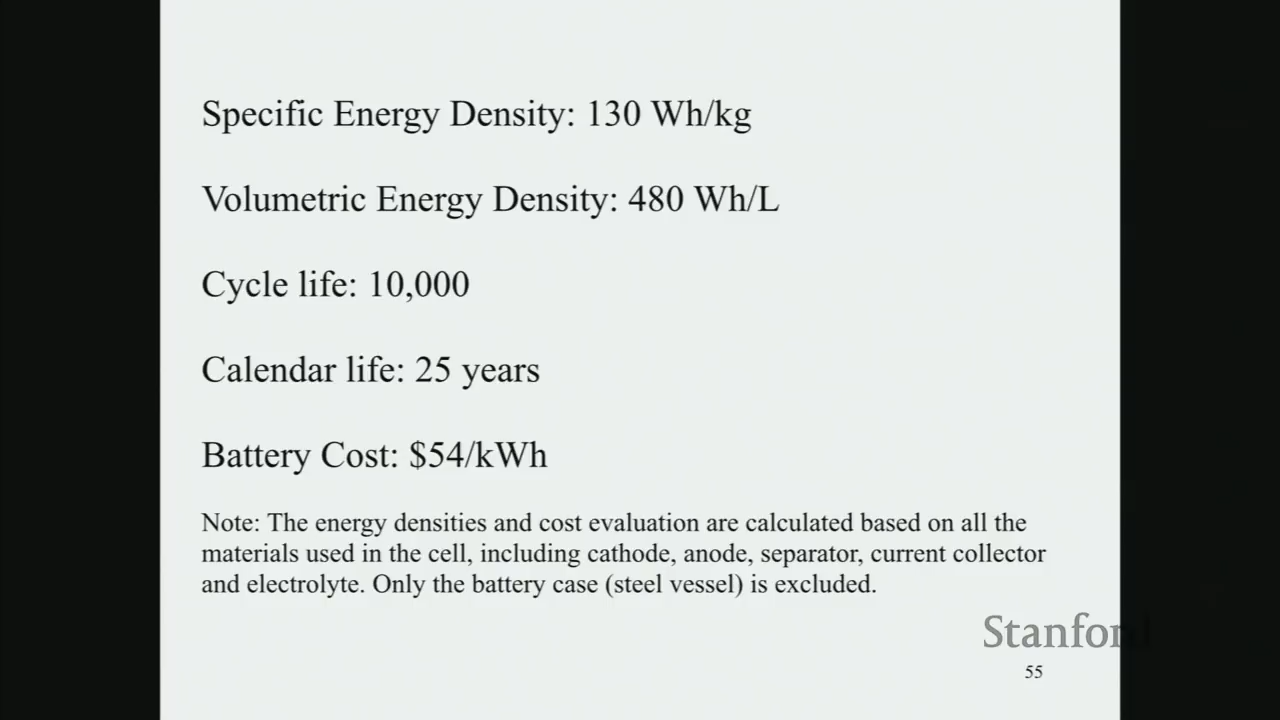 Specific Energy Density: 130 Wh/kg
Volumetric Energy Density: 480 Wh/L
Cycle life: 10,000
Calendar life: 25 years
Battery Cost: $54/kWh
Note: The energy densities and cost evaluation are calculated based on all the
materials used in the cell, including cathode, anode, separator, current collector
and electrolyte. Only the battery case (steel vessel) is excluded.
Stanford
55